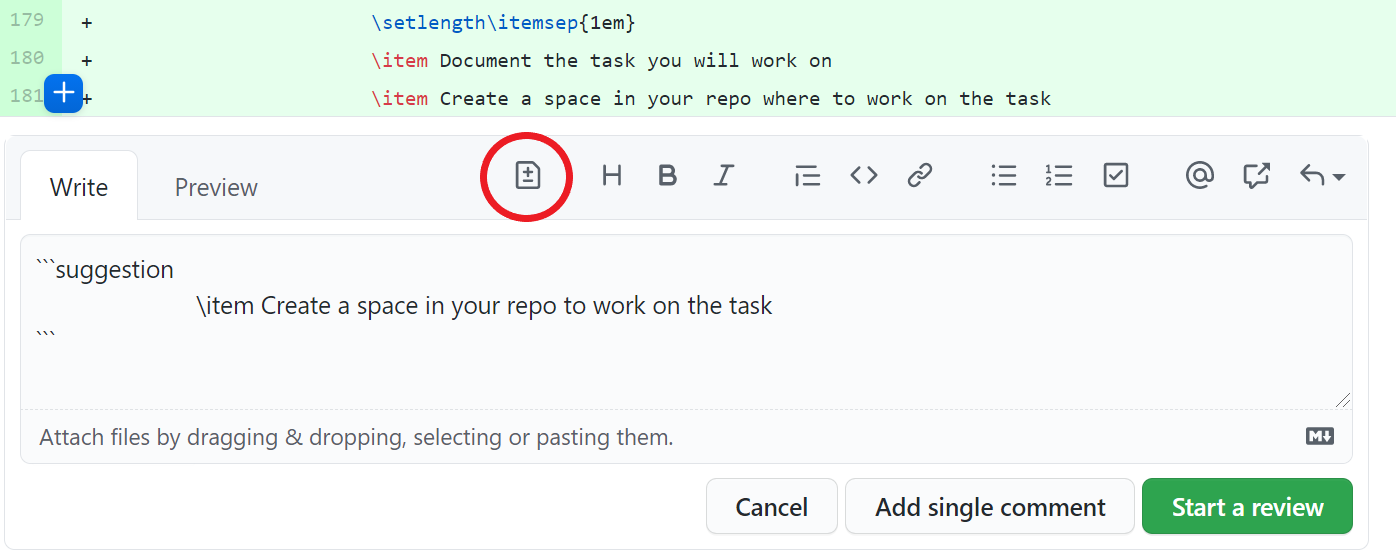 179 + \setlength\itemsep{1em}
180 + \item Document the task you will work on
181 + \item Create a space in your repo where to work on the task
Write Preview H B I <> @
```suggestion
\item Create a space in your repo to work on the task
```
Attach files by dragging & dropping, selecting or pasting them. M↓
Cancel Add single comment Start a review